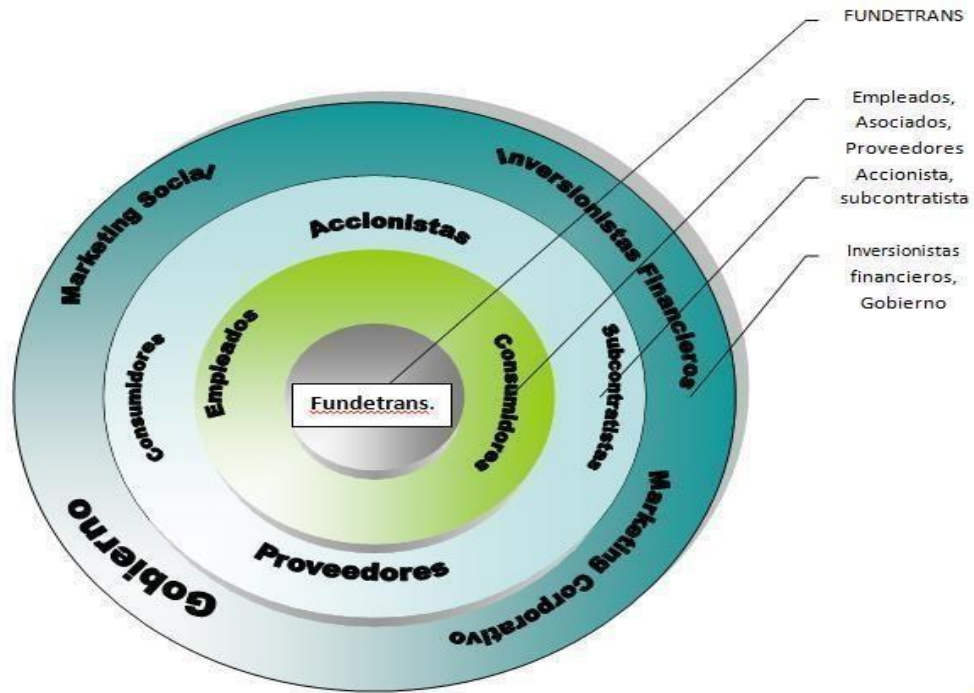 FUNDETRANS
Empleados,
Asociados,
Proveedores
Accionista,
subcontratista
Inversionistas
financieros,
Gobierno
Marketing Social
Inversionistas Financieros
Accionistas
Empleados
Consumidores
Consumidores
Subcontratistas
Fundetrans.
Proveedores
Gobierno
Marketing Corporativo